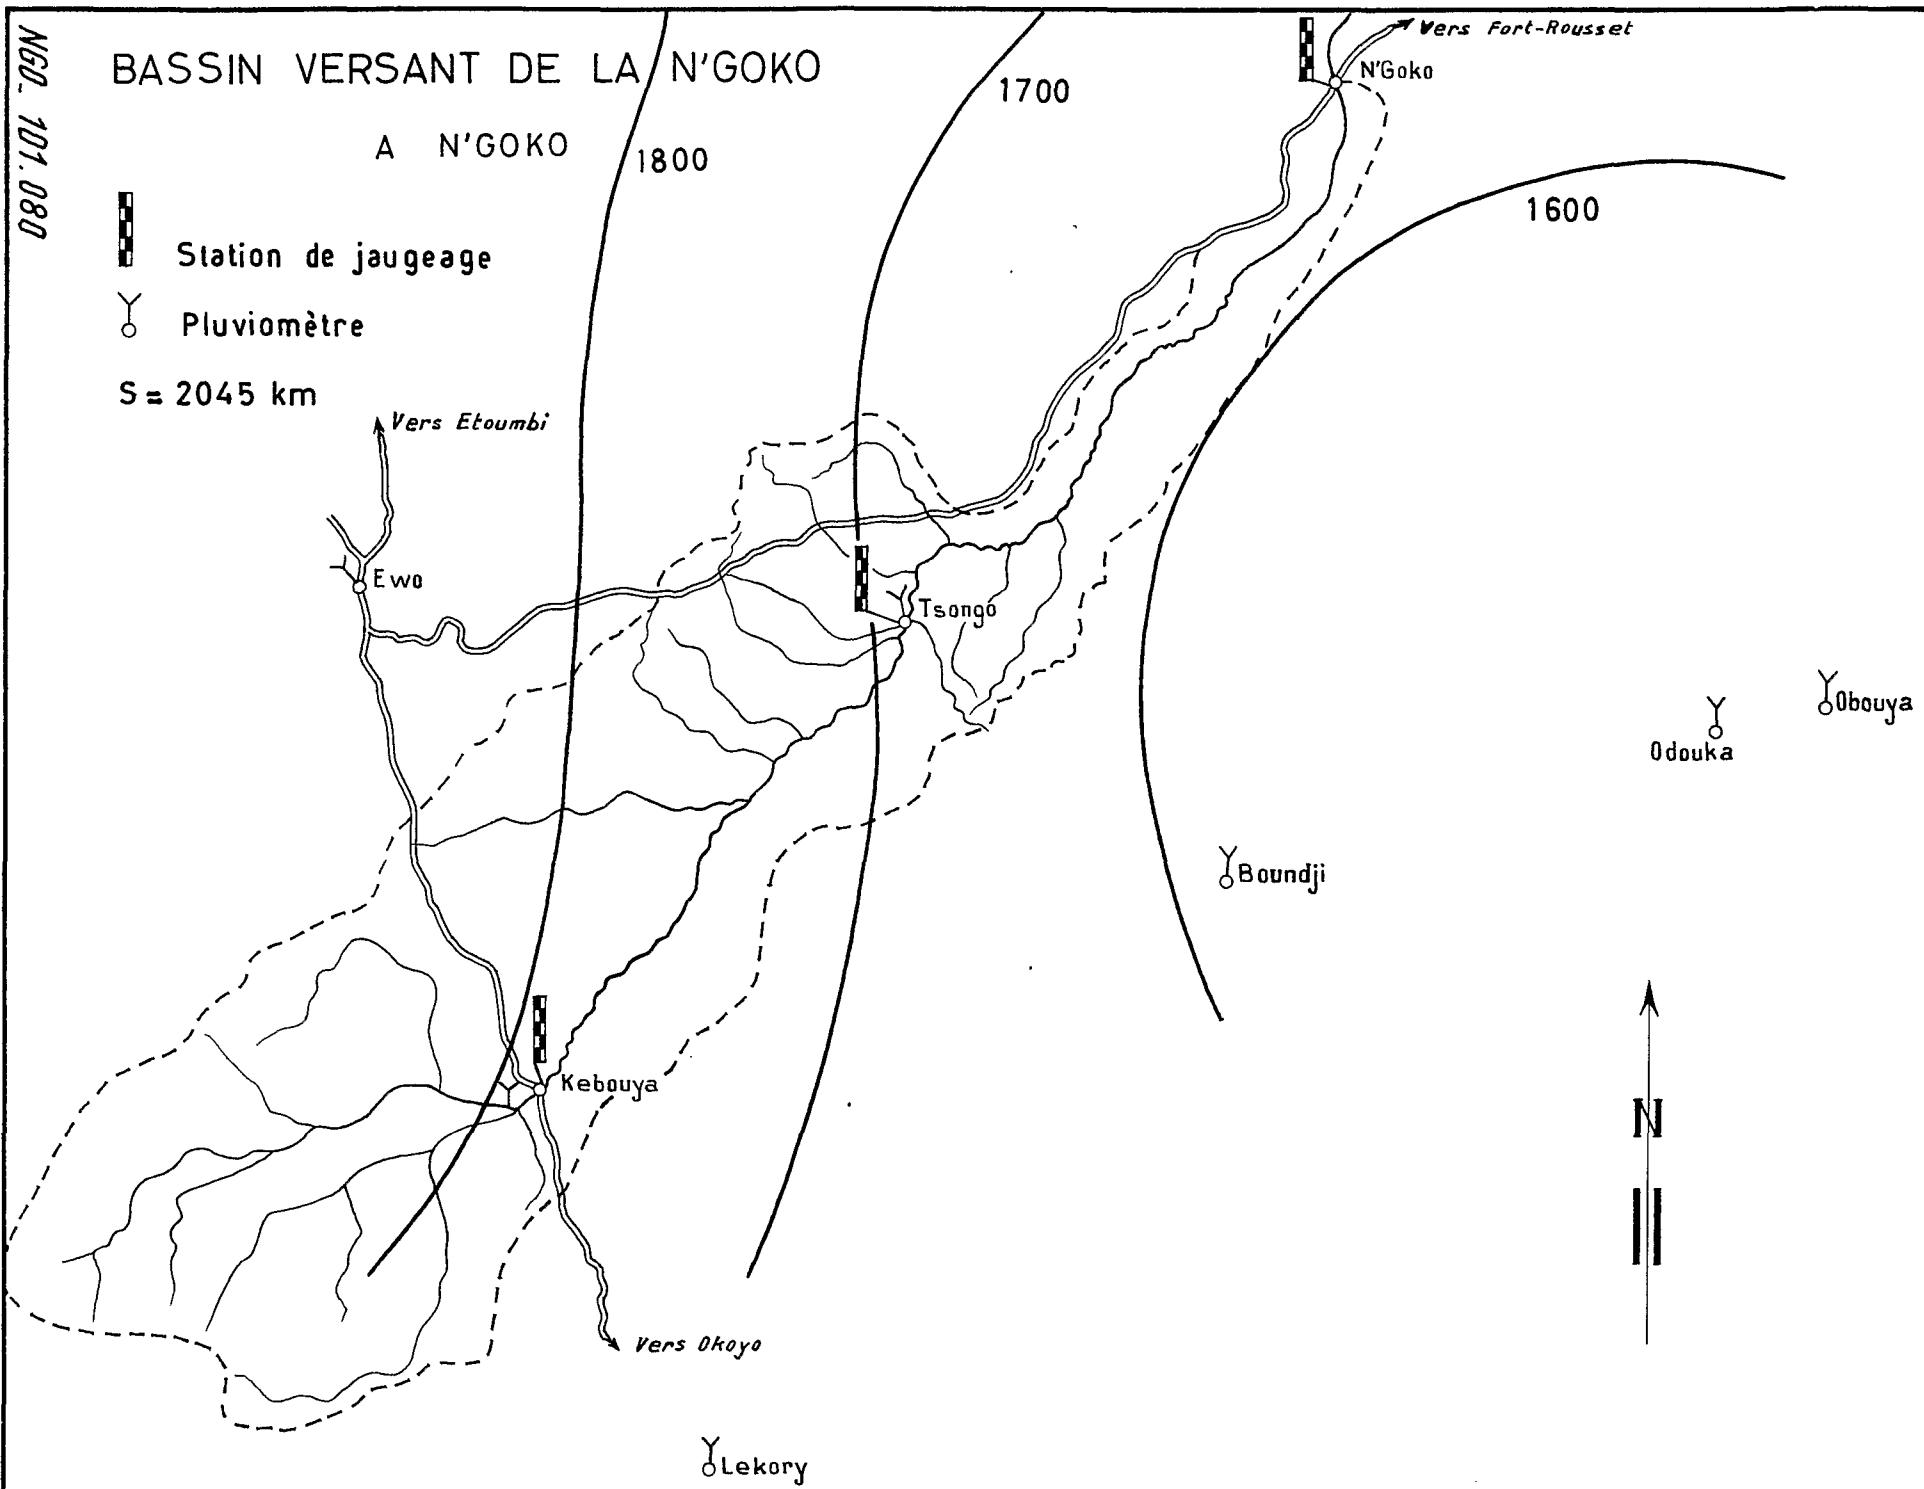 NGO. 101.080
BASSIN VERSANT DE LA N'GOKO
A N'GOKO
Station de jaugeage
Pluviomètre
S = 2045 km
1800
1700
1600
Vers Fort-Rousset
N'Goko
Vers Etoumbi
Ewo
Tsongo
Obouya
Odouka
Boundji
Kebouya
Vers Okoyo
Lekory
N